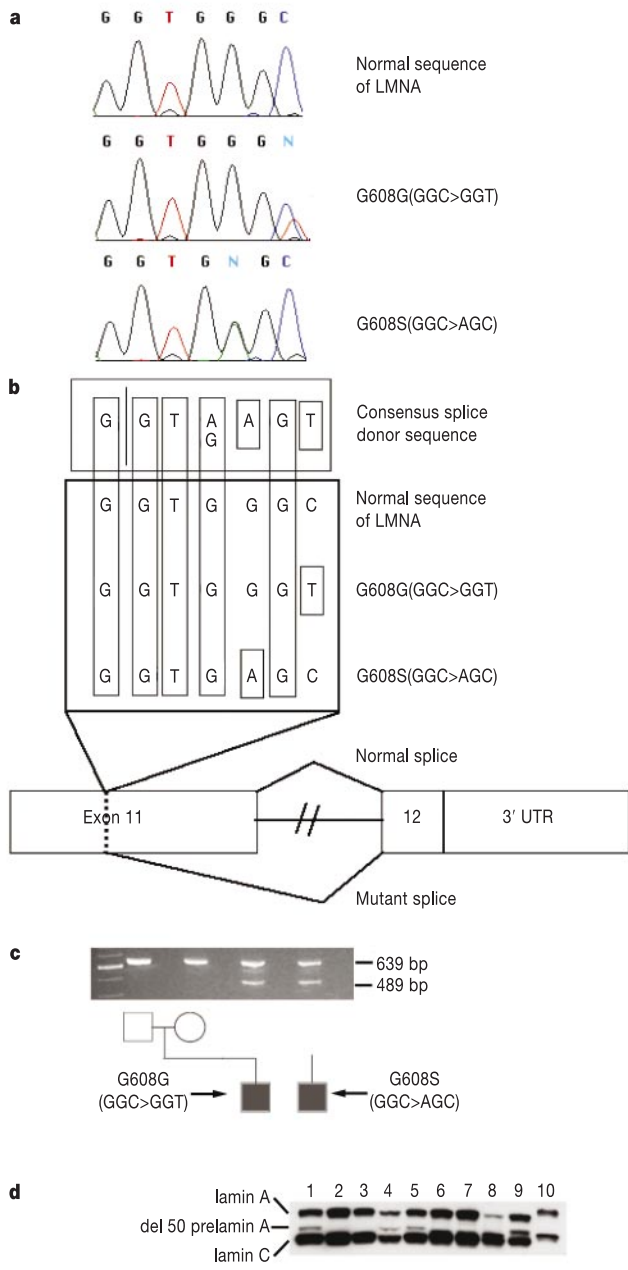 a
G G T G G G C
Normal sequence
of LMNA
G G T G G G N
G608G(GGC>GGT)
G G T G N G C
G608S(GGC>AGC)
b
G G T A A G T
G
Consensus splice
donor sequence
G G T G G G C
Normal sequence
of LMNA
G G T G G G T
G608G(GGC>GGT)
G G T G A G C
G608S(GGC>AGC)
Normal splice
Exon 11
12
3' UTR
Mutant splice
c
639 bp
489 bp
G608G
(GGC>GGT)
G608S
(GGC>AGC)
d
1 2 3 4 5 6 7 8 9 10
lamin A
del 50 prelamin A
lamin C